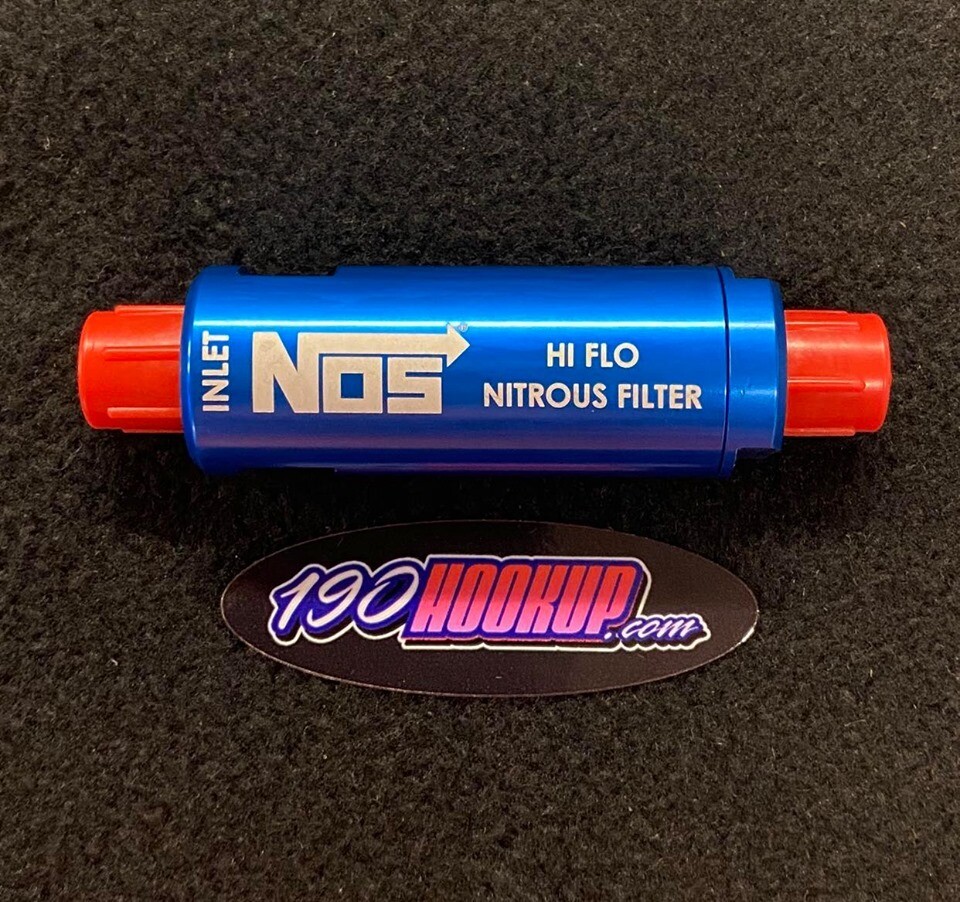 INLET
NOS®
HI FLO
NITROUS FILTER
190HOOKUP.com